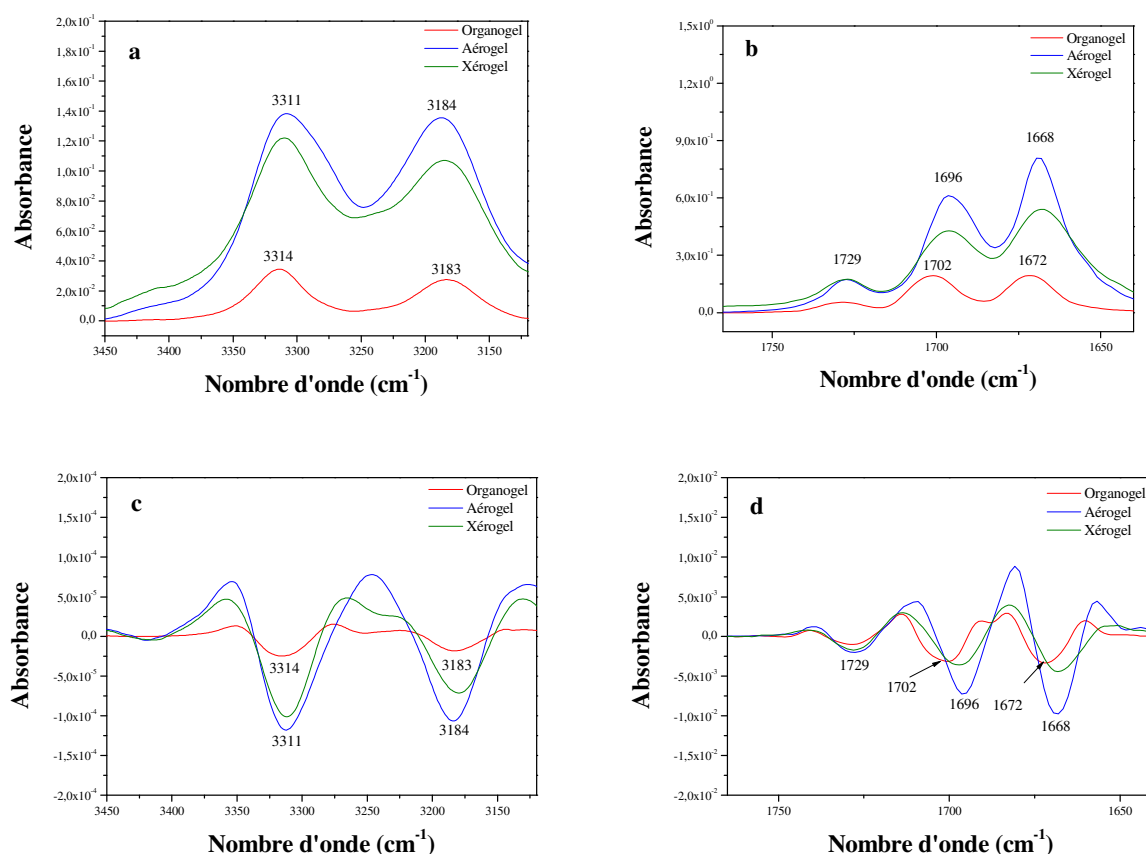 a
2,0x10⁻¹
1,8x10⁻¹
1,6x10⁻¹
1,4x10⁻¹
1,2x10⁻¹
1,0x10⁻¹
8,0x10⁻²
6,0x10⁻²
4,0x10⁻²
2,0x10⁻²
0,0
Absorbance
Organogel
Aérogel
Xérogel
3311
3184
3314
3183
3450
3400
3350
3300
3250
3200
3150
Nombre d'onde (cm⁻¹)
b
1,5x10⁰
1,2x10⁰
9,0x10⁻¹
6,0x10⁻¹
3,0x10⁻¹
0,0
Absorbance
Organogel
Aérogel
Xérogel
1668
1696
1729
1702
1672
1750
1700
1650
Nombre d'onde (cm⁻¹)
c
2,0x10⁻⁴
1,5x10⁻⁴
1,0x10⁻⁴
5,0x10⁻⁵
0,0
-5,0x10⁻⁵
-1,0x10⁻⁴
-1,5x10⁻⁴
-2,0x10⁻⁴
Absorbance
Organogel
Aérogel
Xérogel
3314
3183
3311
3184
3450
3400
3350
3300
3250
3200
3150
Nombre d'onde (cm⁻¹)
d
2,0x10⁻²
1,5x10⁻²
1,0x10⁻²
5,0x10⁻³
0,0
-5,0x10⁻³
-1,0x10⁻²
-1,5x10⁻²
-2,0x10⁻²
Absorbance
Organogel
Aérogel
Xérogel
1729
1702
1696
1672
1668
1750
1700
1650
Nombre d'onde (cm⁻¹)